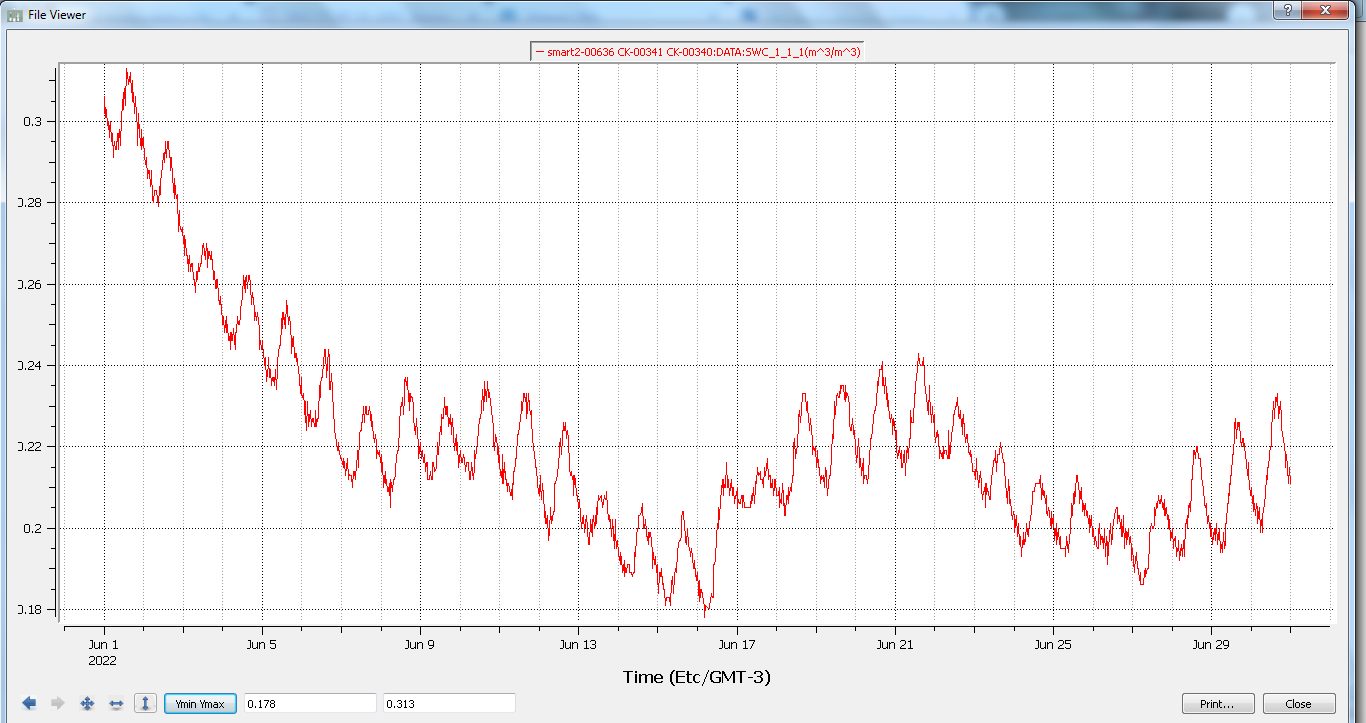 File Viewer
smart2-00636 CK-00341 CK-00340:DATA:SWC_1_1_1(m^3/m^3)
0.3
0.28
0.26
0.24
0.22
0.2
0.18
Jun 1 Jun 5 Jun 9 Jun 13 Jun 17 Jun 21 Jun 25 Jun 29
2022
Time (Etc/GMT-3)
Ymin Ymax 0.178 0.313 Print... Close